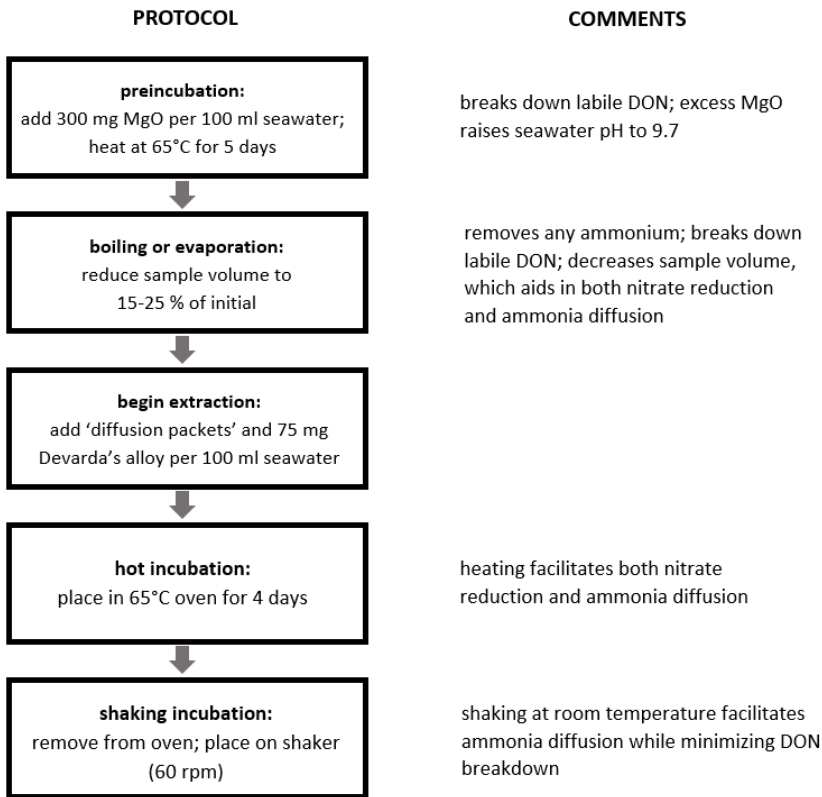 PROTOCOL
COMMENTS
preincubation:
add 300 mg MgO per 100 ml seawater;
heat at 65°C for 5 days
breaks down labile DON; excess MgO
raises seawater pH to 9.7
boiling or evaporation:
reduce sample volume to
15-25 % of initial
removes any ammonium; breaks down
labile DON; decreases sample volume,
which aids in both nitrate reduction
and ammonia diffusion
begin extraction:
add ‘diffusion packets’ and 75 mg
Devarda’s alloy per 100 ml seawater
hot incubation:
place in 65°C oven for 4 days
heating facilitates both nitrate
reduction and ammonia diffusion
shaking incubation:
remove from oven; place on shaker
(60 rpm)
shaking at room temperature facilitates
ammonia diffusion while minimizing DON
breakdown